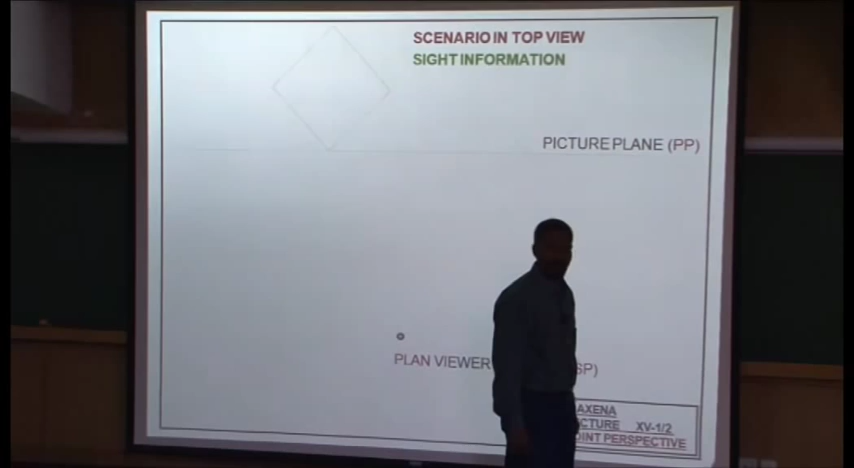 SCENARIO IN TOP VIEW
SIGHT INFORMATION
PICTURE PLANE (PP)
PLAN VIEWER
SP)
AXENA
CTURE XV-1/2
OINT PERSPECTIVE